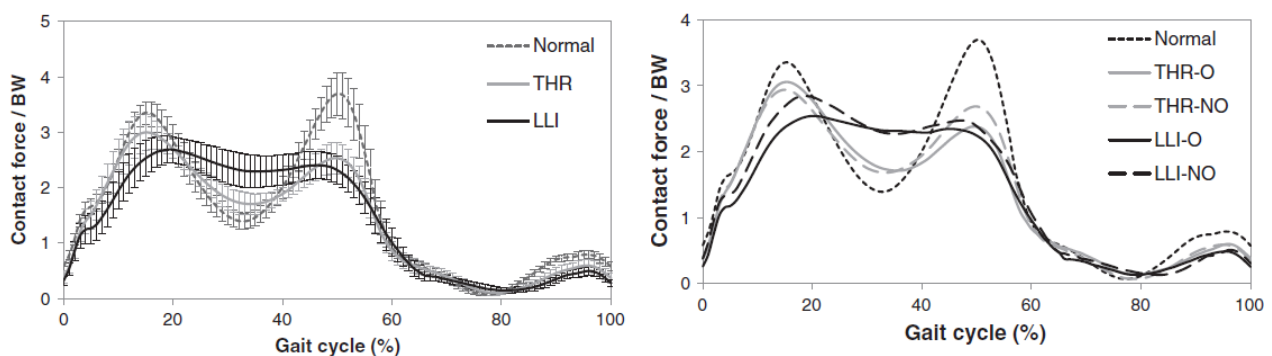 5
4
3
2
1
0
Contact force / BW
Normal
THR
LLI
0 20 40 60 80 100
Gait cycle (%)
4
3
2
1
0
Contact force / BW
Normal
THR-O
THR-NO
LLI-O
LLI-NO
0 20 40 60 80 100
Gait cycle (%)